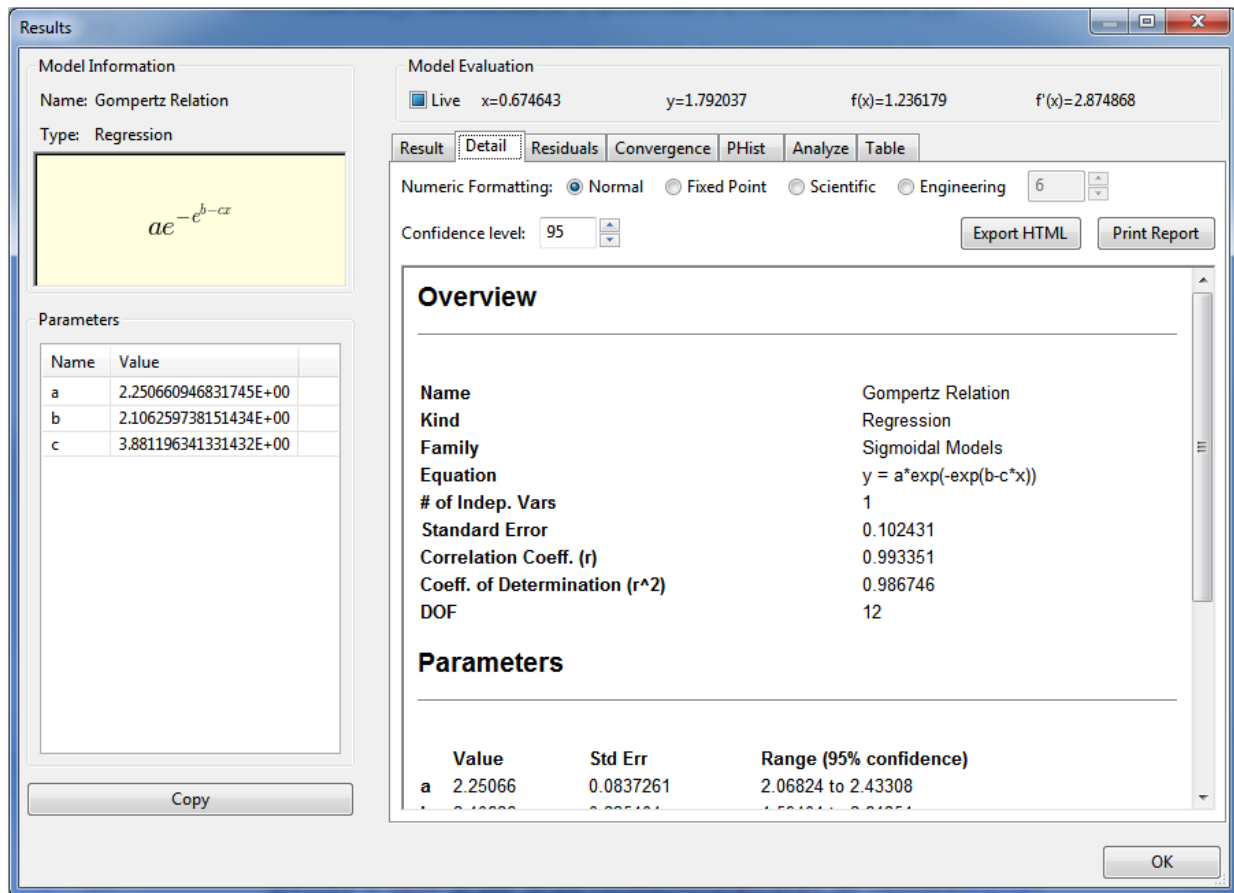 Results
Model Information
Name: Gompertz Relation
Type: Regression
ae^{-e^{b-cx}}
Parameters
Name Value
a 2.250660946831745E+00
b 2.106259738151434E+00
c 3.881196341331432E+00
Copy
Model Evaluation
Live x=0.674643 y=1.792037 f(x)=1.236179 f'(x)=2.874868
Result Detail Residuals Convergence PHist Analyze Table
Numeric Formatting: Normal Fixed Point Scientific Engineering 6
Confidence level: 95 Export HTML Print Report
Overview
Name Gompertz Relation
Kind Regression
Family Sigmoidal Models
Equation y = a*exp(-exp(b-c*x))
# of Indep. Vars 1
Standard Error 0.102431
Correlation Coeff. (r) 0.993351
Coeff. of Determination (r^2) 0.986746
DOF 12
Parameters
Value Std Err Range (95% confidence)
a 2.25066 0.0837261 2.06824 to 2.43308
OK